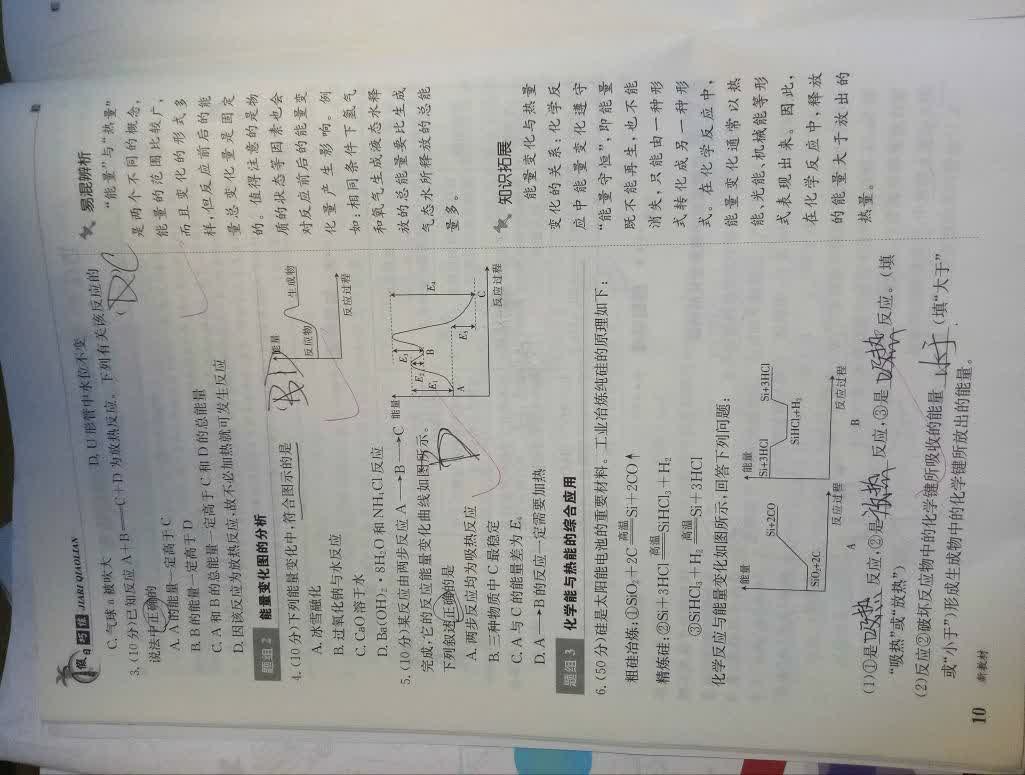 假日巧练 JIARI QIAOLIAN
C. 气球 a 被吹大
D. U 形管中水位不变
3. (10 分)已知反应 A+B══C+D 为放热反应。下列有关该反应的
说法中正确的
A. A 的能量一定高于 C
B. B 的能量一定高于 D
C. A 和 B 的总能量一定高于 C 和 D 的总能量
D. 因该反应为放热反应,故不必加热就可发生反应
题组 2 能量变化图的分析
4. (10 分)下列能量变化中,符合图示的是
BD
A. 冰雪融化
B. 过氧化钠与水反应
C. CaO 溶于水
D. Ba(OH)₂·8H₂O 和 NH₄Cl 反应
能量
反应物
生成物
反应过程
5. (10 分)某反应由两步反应 A→B→C
完成,它的反应能量变化曲线如图所示。
下列叙述正确的是
D
A. 两步反应均为吸热反应
B. 三种物质中 C 最稳定
C. A 与 C 的能量差为 E₄
D. A→B 的反应一定需要加热
能量
E₁
E₂
E₃
E₄
E₅
A
B
C
反应过程
题组 3 化学能与热能的综合应用
6. (50 分)硅是太阳能电池的重要材料。工业冶炼纯硅的原理如下:
粗硅冶炼:①SiO₂+2C 高温══ Si+2CO↑
精炼硅:②Si+3HCl 高温══ SiHCl₃+H₂
③SiHCl₃+H₂ 高温══ Si+3HCl
化学反应与能量变化如图所示,回答下列问题:
能量
SiO₂+2C
Si+2CO
反应过程
A
能量
Si+3HCl
Si+3HCl
SiHCl₃+H₂
反应过程
B
(1)①是吸热反应,②是放热反应,③是吸热反应。(填
“吸热”或“放热”)
(2)反应②破坏反应物中的化学键所吸收的能量 小于 (填“大于”
或“小于”)形成生成物中的化学键所放出的能量。
易混辨析
“能量”与“热量”
是两个不同的概念,
能量的范围比较广,
而且变化的形式多
样,但反应前后的能
量总变化量是固定
的。值得注意的是物
质的状态等因素也会
对反应前后的能量变
化量产生影响。例
如:相同条件下氢气
和氧气生成液态水释
放的总能量要比生成
气态水所释放的总能
量多。
知识拓展
能量变化与热量
变化的关系:化学反
应中能量变化遵守
“能量守恒”,即能量
既不能再生,也不能
消失,只能由一种形
式转化成另一种形
式。在化学反应中,
能量变化通常以热
能、光能、机械能等形
式表现出来。因此,
在化学反应中,释放
的能量大于放出的
热量。
10 新教材